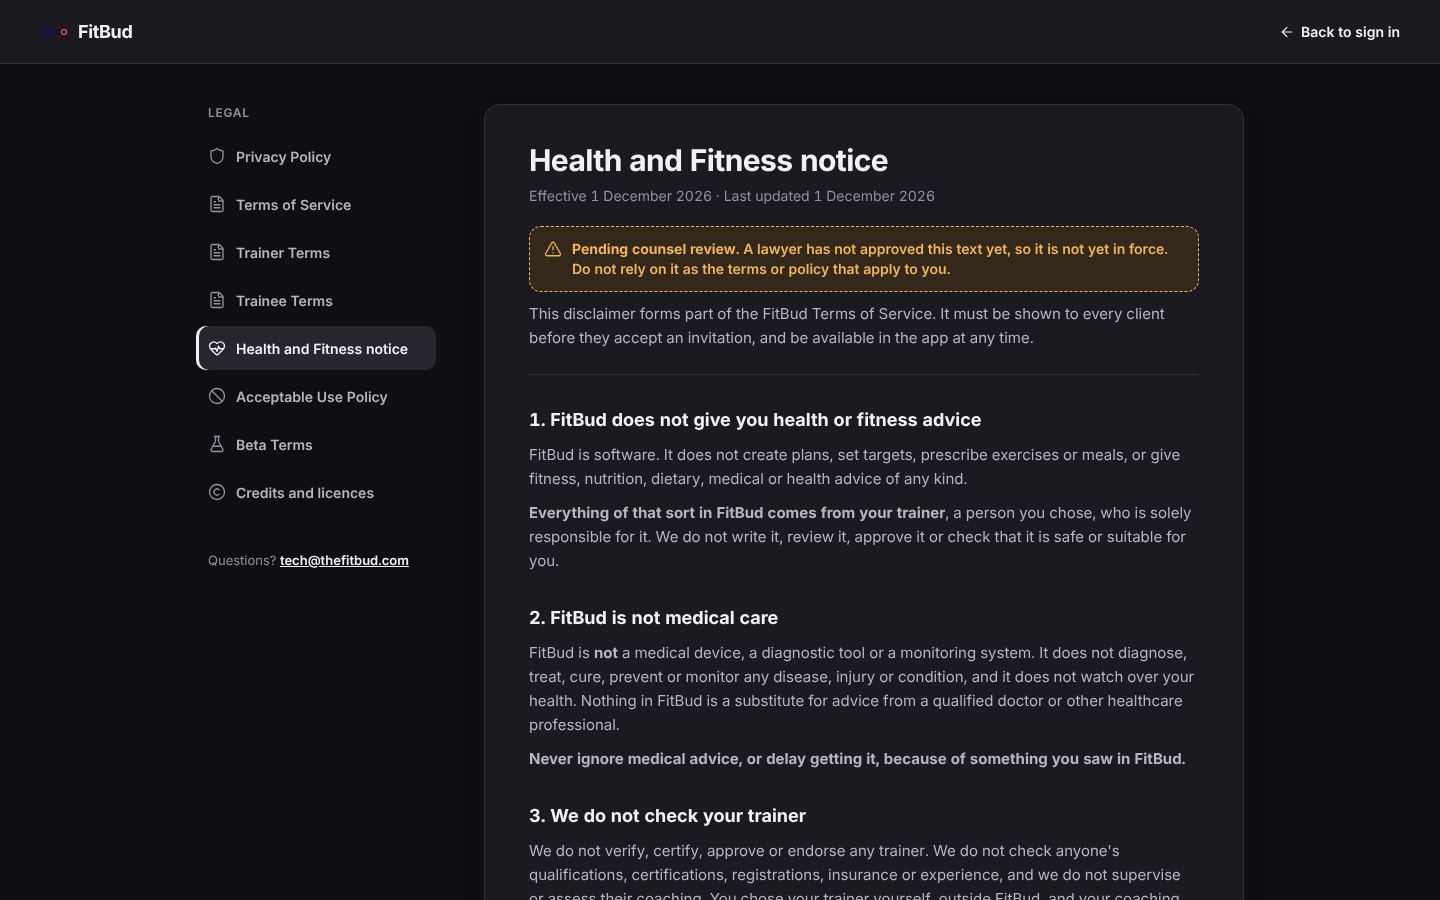 FitBud
Back to sign in
LEGAL
Privacy Policy
Terms of Service
Trainer Terms
Trainee Terms
Health and Fitness notice
Acceptable Use Policy
Beta Terms
Credits and licences
Questions? tech@thefitbud.com
Health and Fitness notice
Effective 1 December 2026 · Last updated 1 December 2026
Pending counsel review. A lawyer has not approved this text yet, so it is not yet in force.
Do not rely on it as the terms or policy that apply to you.
This disclaimer forms part of the FitBud Terms of Service. It must be shown to every client
before they accept an invitation, and be available in the app at any time.
1. FitBud does not give you health or fitness advice
FitBud is software. It does not create plans, set targets, prescribe exercises or meals, or give
fitness, nutrition, dietary, medical or health advice of any kind.
Everything of that sort in FitBud comes from your trainer, a person you chose, who is solely
responsible for it. We do not write it, review it, approve it or check that it is safe or suitable for
you.
2. FitBud is not medical care
FitBud is not a medical device, a diagnostic tool or a monitoring system. It does not diagnose,
treat, cure, prevent or monitor any disease, injury or condition, and it does not watch over your
health. Nothing in FitBud is a substitute for advice from a qualified doctor or other healthcare
professional.
Never ignore medical advice, or delay getting it, because of something you saw in FitBud.
3. We do not check your trainer
We do not verify, certify, approve or endorse any trainer. We do not check anyone's
qualifications, certifications, registrations, insurance or experience, and we do not supervise
or assess their coaching. You chose your trainer yourself, outside FitBud, and your coaching